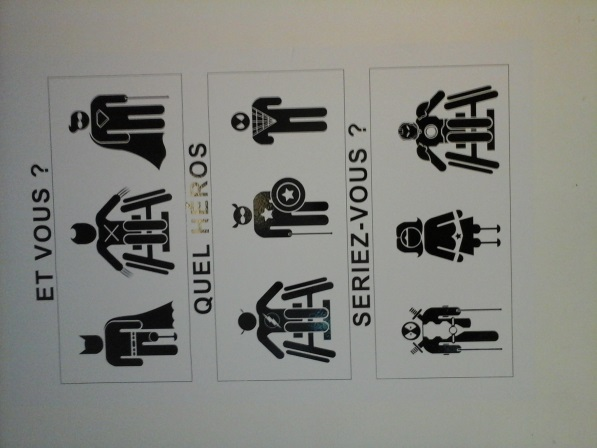 ET VOUS ?
QUEL HÉROS
SERIEZ-VOUS ?